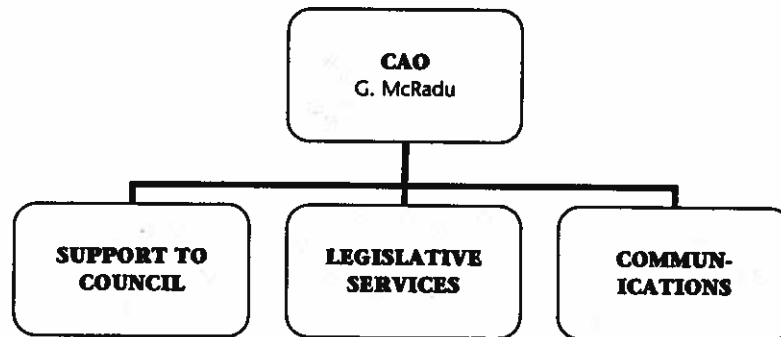 CAO
G. McRadu
SUPPORT TO
COUNCIL
LEGISLATIVE
SERVICES
COMMUN-
ICATIONS